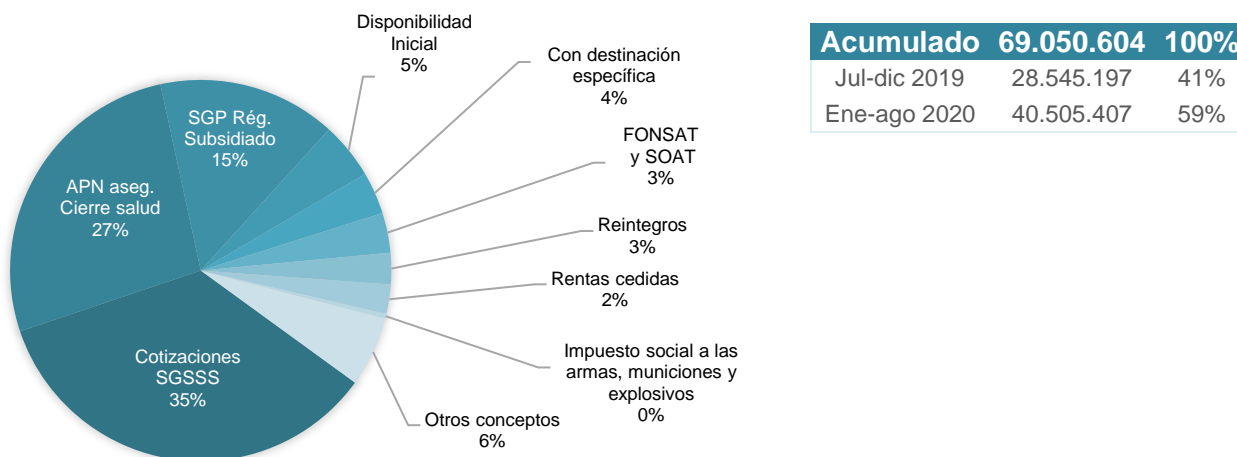 Disponibilidad
Inicial
5%
Con destinación
específica
4%
FONSAT
y SOAT
3%
Reintegros
3%
Rentas cedidas
2%
Impuesto social a las
armas, municiones y
explosivos
0%
Otros conceptos
6%
Cotizaciones
SGSSS
35%
APN aseg.
Cierre salud
27%
SGP Rég.
Subsidiado
15%
Acumulado 69.050.604 100%
Jul-dic 2019 28.545.197 41%
Ene-ago 2020 40.505.407 59%